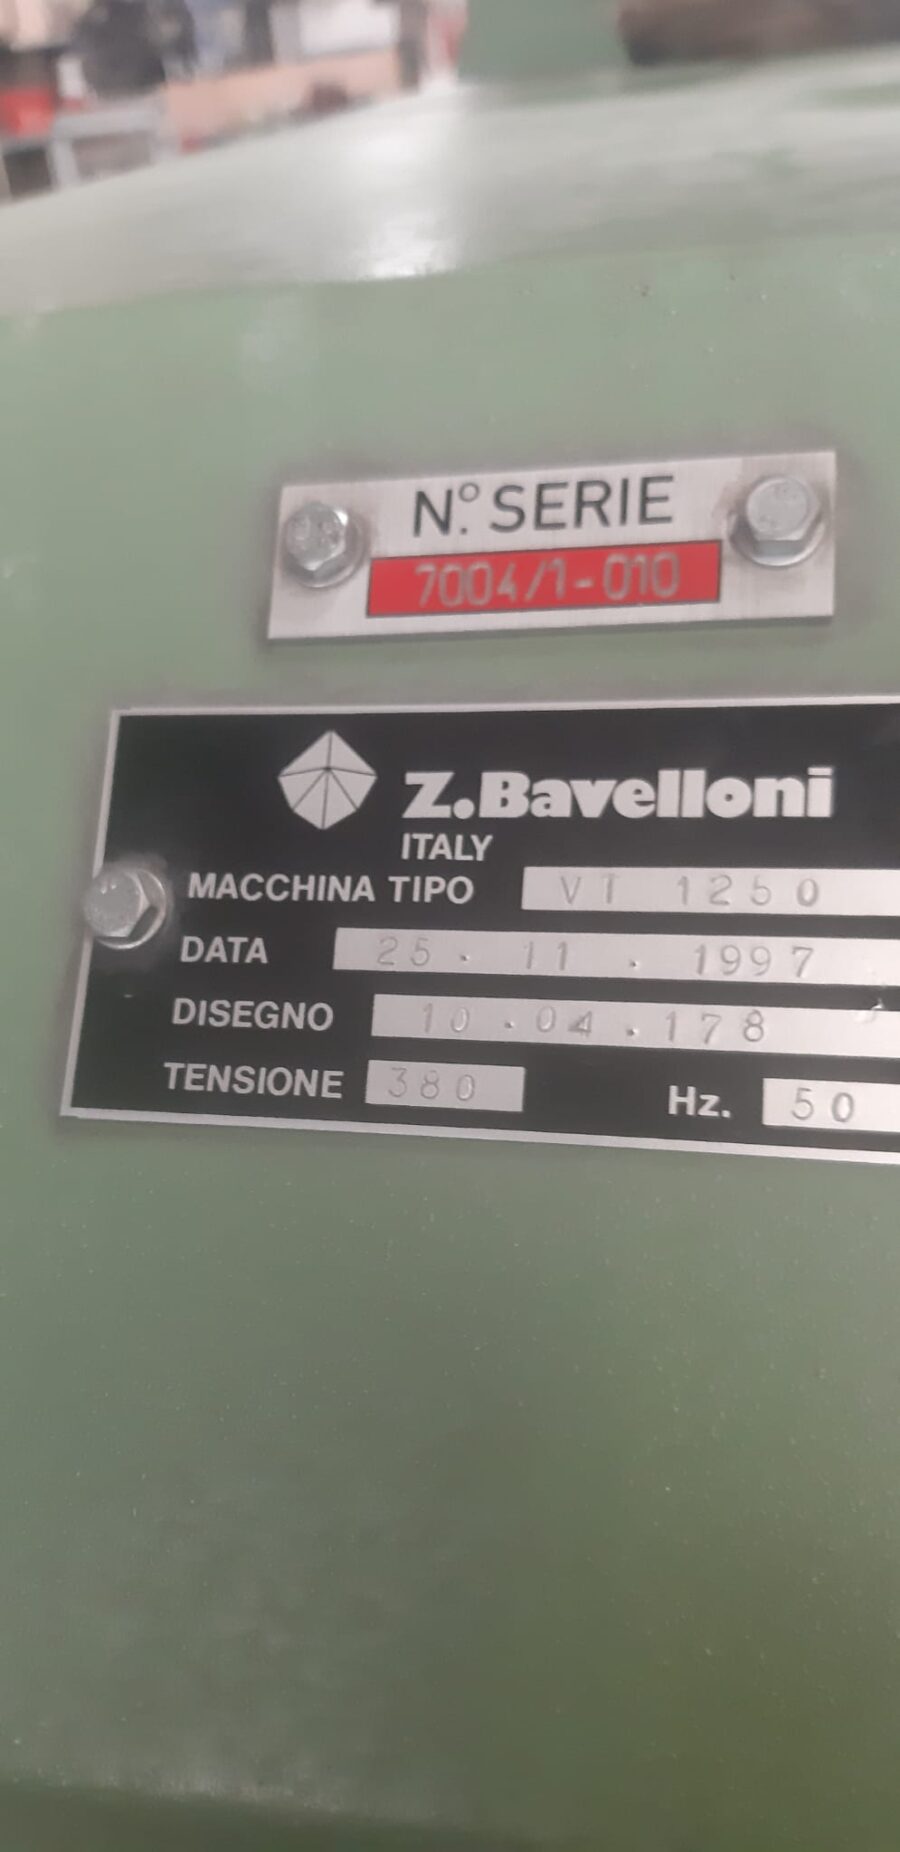 N.º SERIE
7004/1-010
Z.Bavelloni
ITALY
MACCHINA TIPO VT 1250
DATA 25. 11. 1997
DISEGNO 10.04.178
TENSIONE 380 Hz. 50